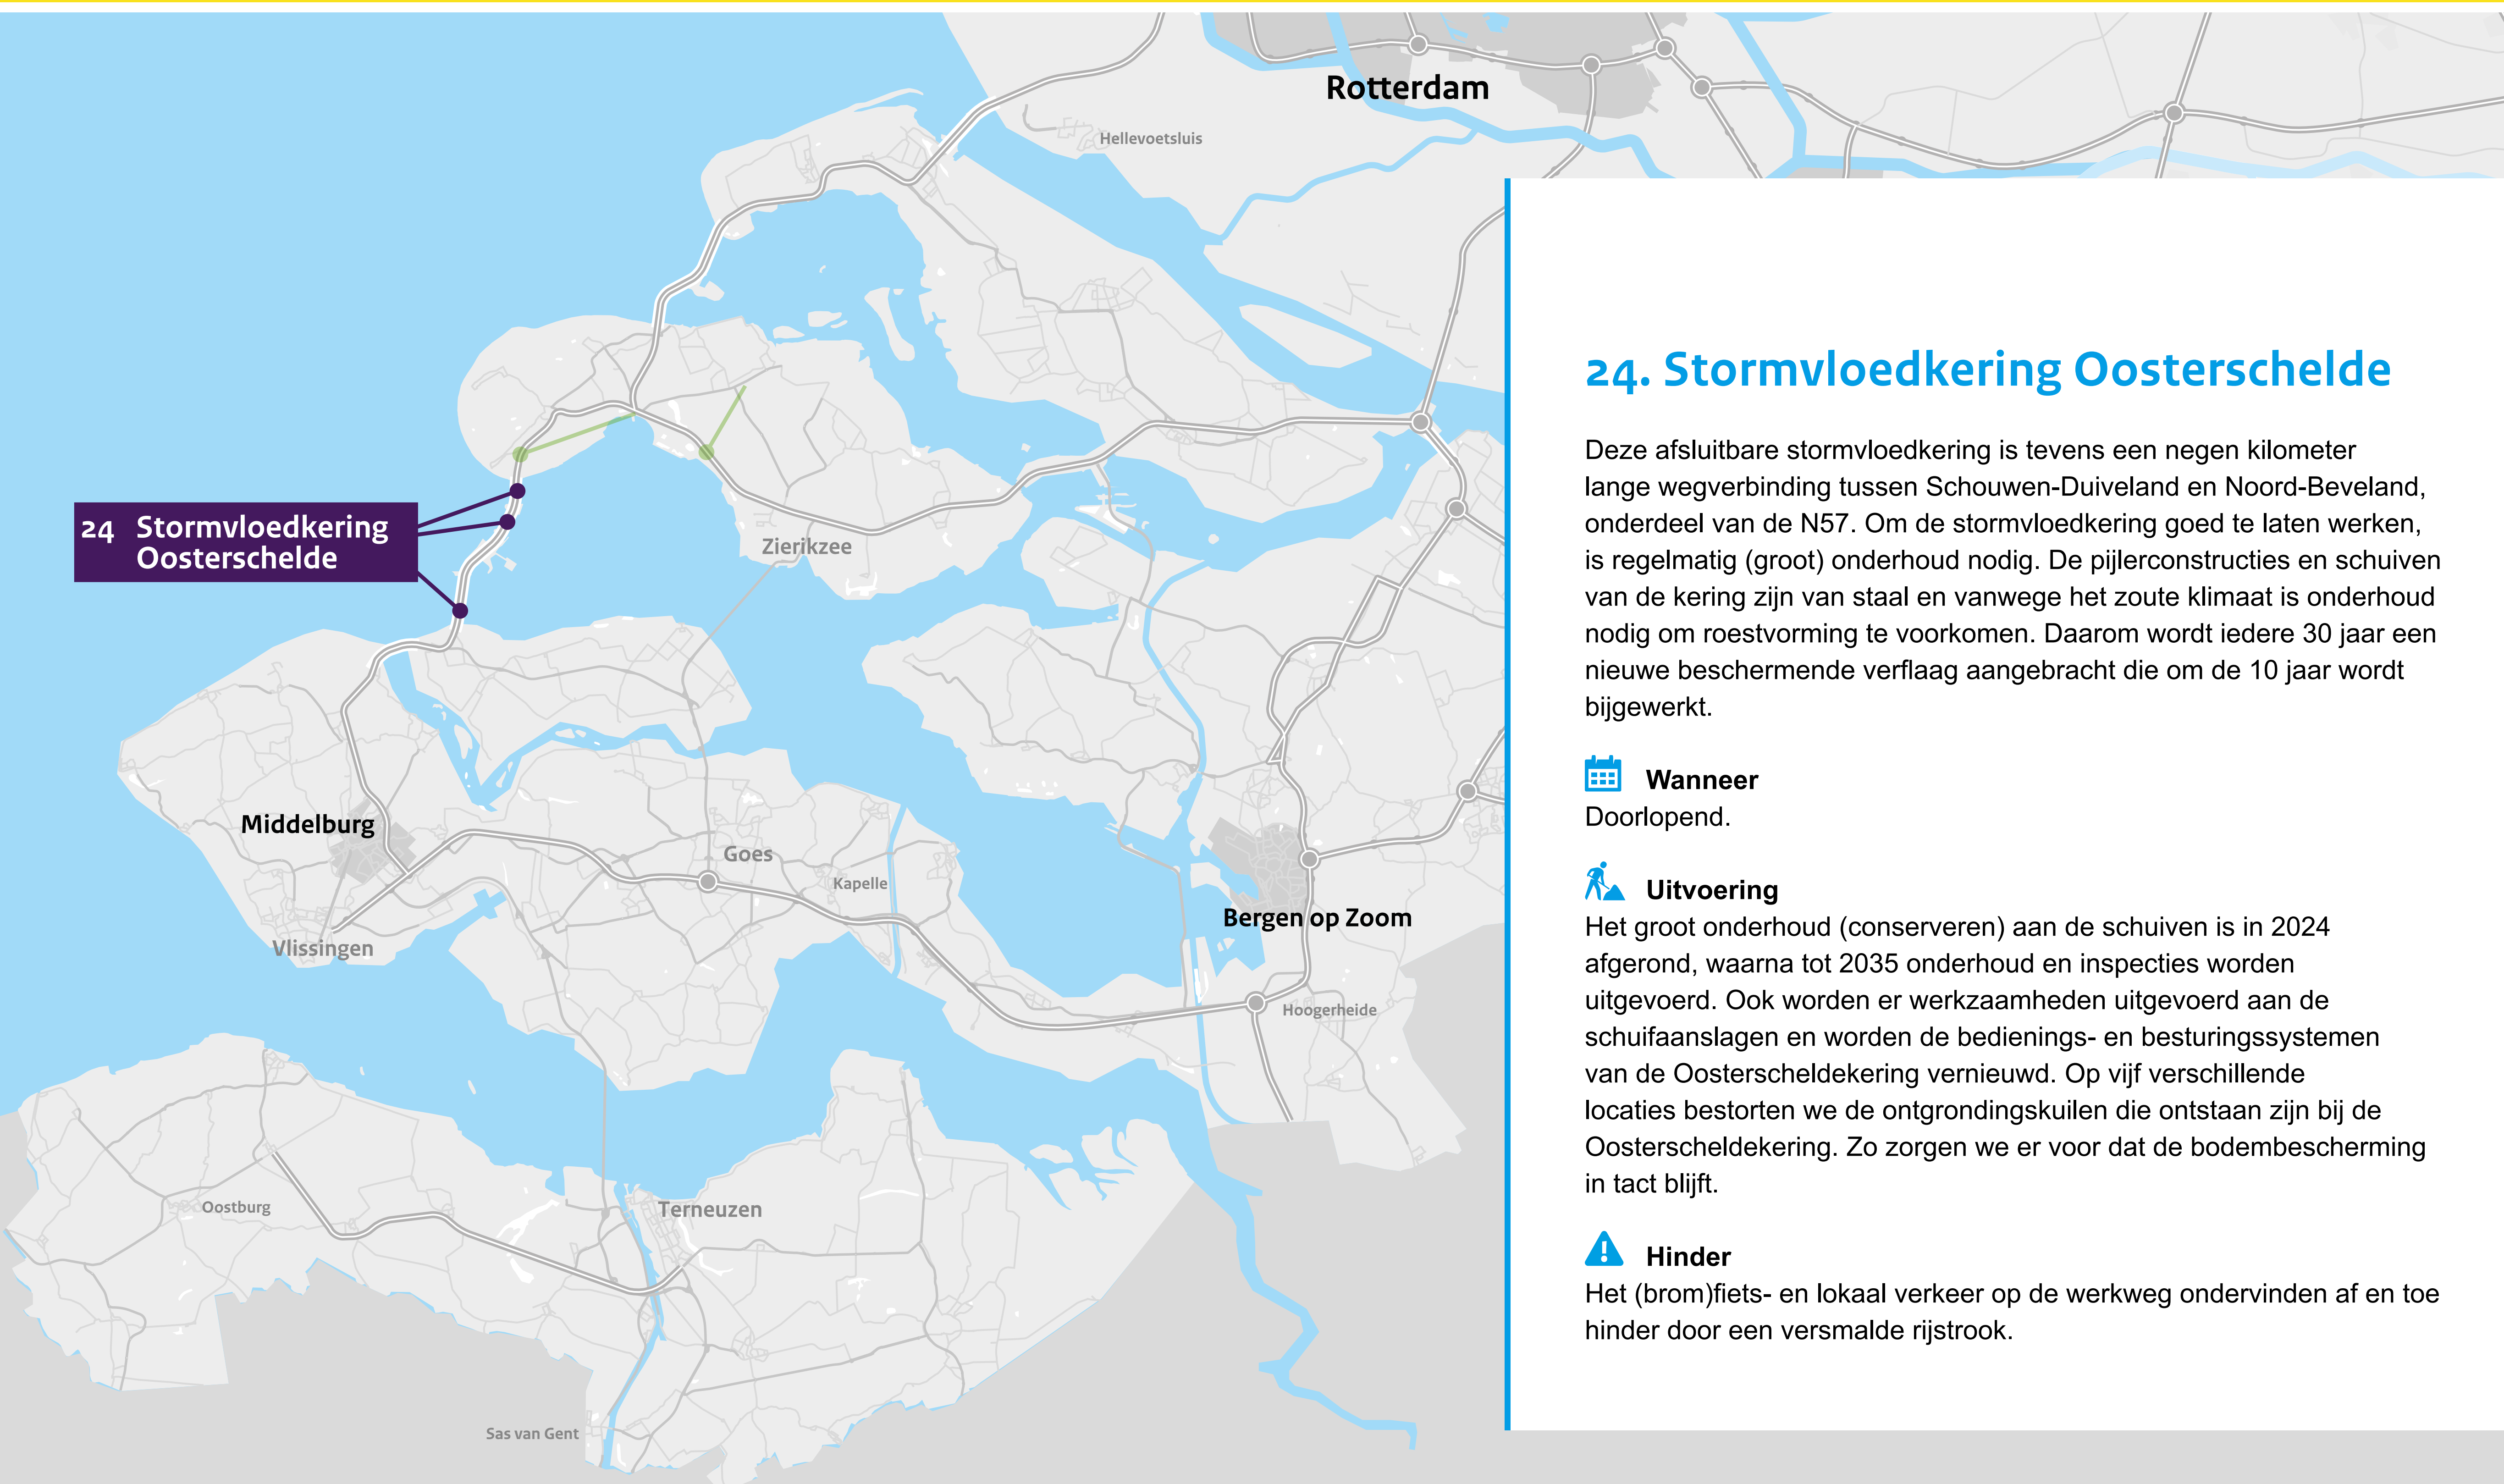 Rotterdam
Hellevoetsluis
24 Stormvloedkering
Oosterschelde
Zierikzee
Middelburg
Goes
Kapelle
Bergen op Zoom
Vlissingen
Hoogerheide
Oostburg
Terneuzen
Sas van Gent
24. Stormvloedkering Oosterschelde
Deze afsluitbare stormvloedkering is tevens een negen kilometer
lange wegverbinding tussen Schouwen-Duiveland en Noord-Beveland,
onderdeel van de N57. Om de stormvloedkering goed te laten werken,
is regelmatig (groot) onderhoud nodig. De pijlerconstructies en schuiven
van de kering zijn van staal en vanwege het zoute klimaat is onderhoud
nodig om roestvorming te voorkomen. Daarom wordt iedere 30 jaar een
nieuwe beschermende verflaag aangebracht die om de 10 jaar wordt
bijgewerkt.
Wanneer
Doorlopend.
Uitvoering
Het groot onderhoud (conserveren) aan de schuiven is in 2024
afgerond, waarna tot 2035 onderhoud en inspecties worden
uitgevoerd. Ook worden er werkzaamheden uitgevoerd aan de
schuifaanslagen en worden de bedienings- en besturingssystemen
van de Oosterscheldekering vernieuwd. Op vijf verschillende
locaties bestorten we de ontgrondingskuilen die ontstaan zijn bij de
Oosterscheldekering. Zo zorgen we er voor dat de bodembescherming
in tact blijft.
Hinder
Het (brom)fiets- en lokaal verkeer op de werkweg ondervinden af en toe
hinder door een versmalde rijstrook.